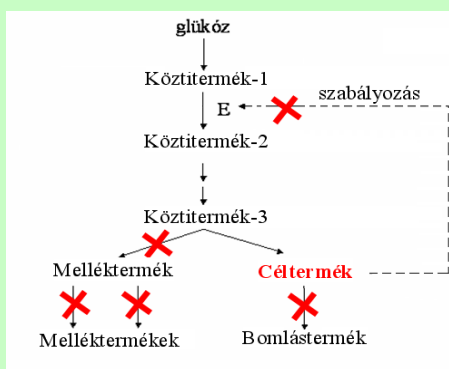 glükóz
Köztitermék-1
szabályozás
E
Köztitermék-2
Köztitermék-3
Melléktermék
Céltermék
Melléktermékek
Bomlástermék